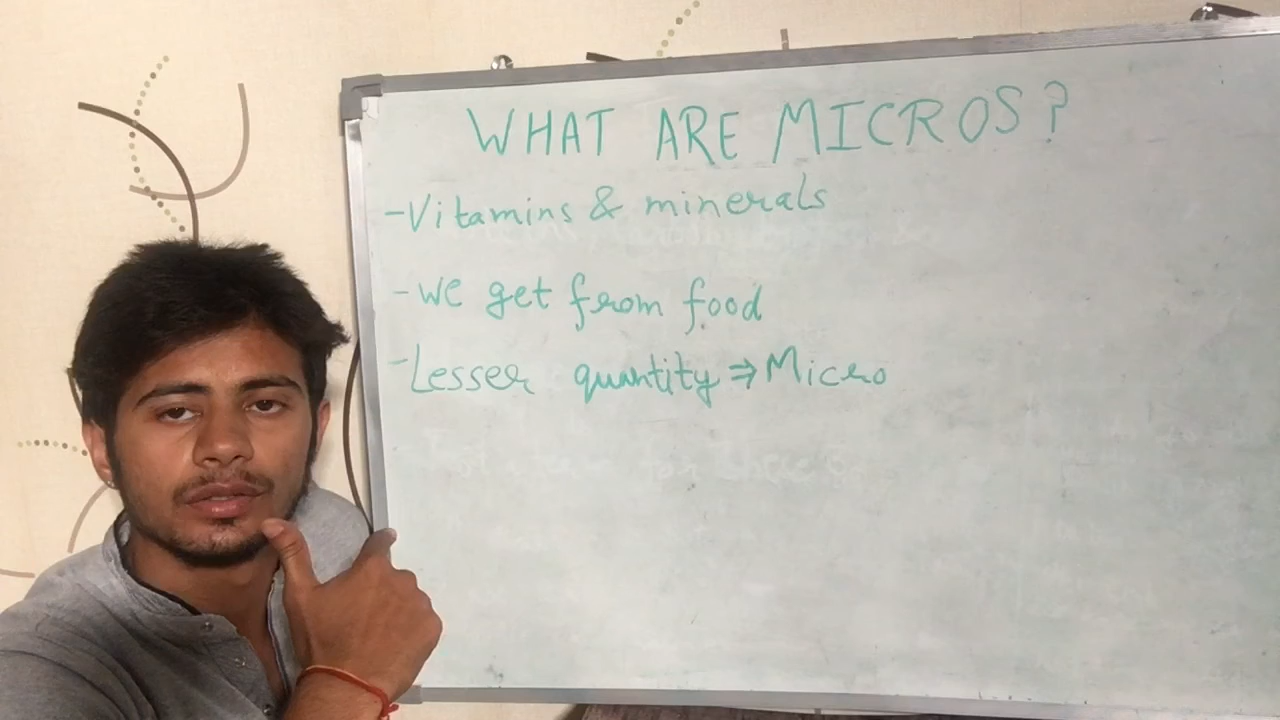 WHAT ARE MICROS?
-Vitamins & minerals
-we get from food
-Lesser quantity ⇒ Micro